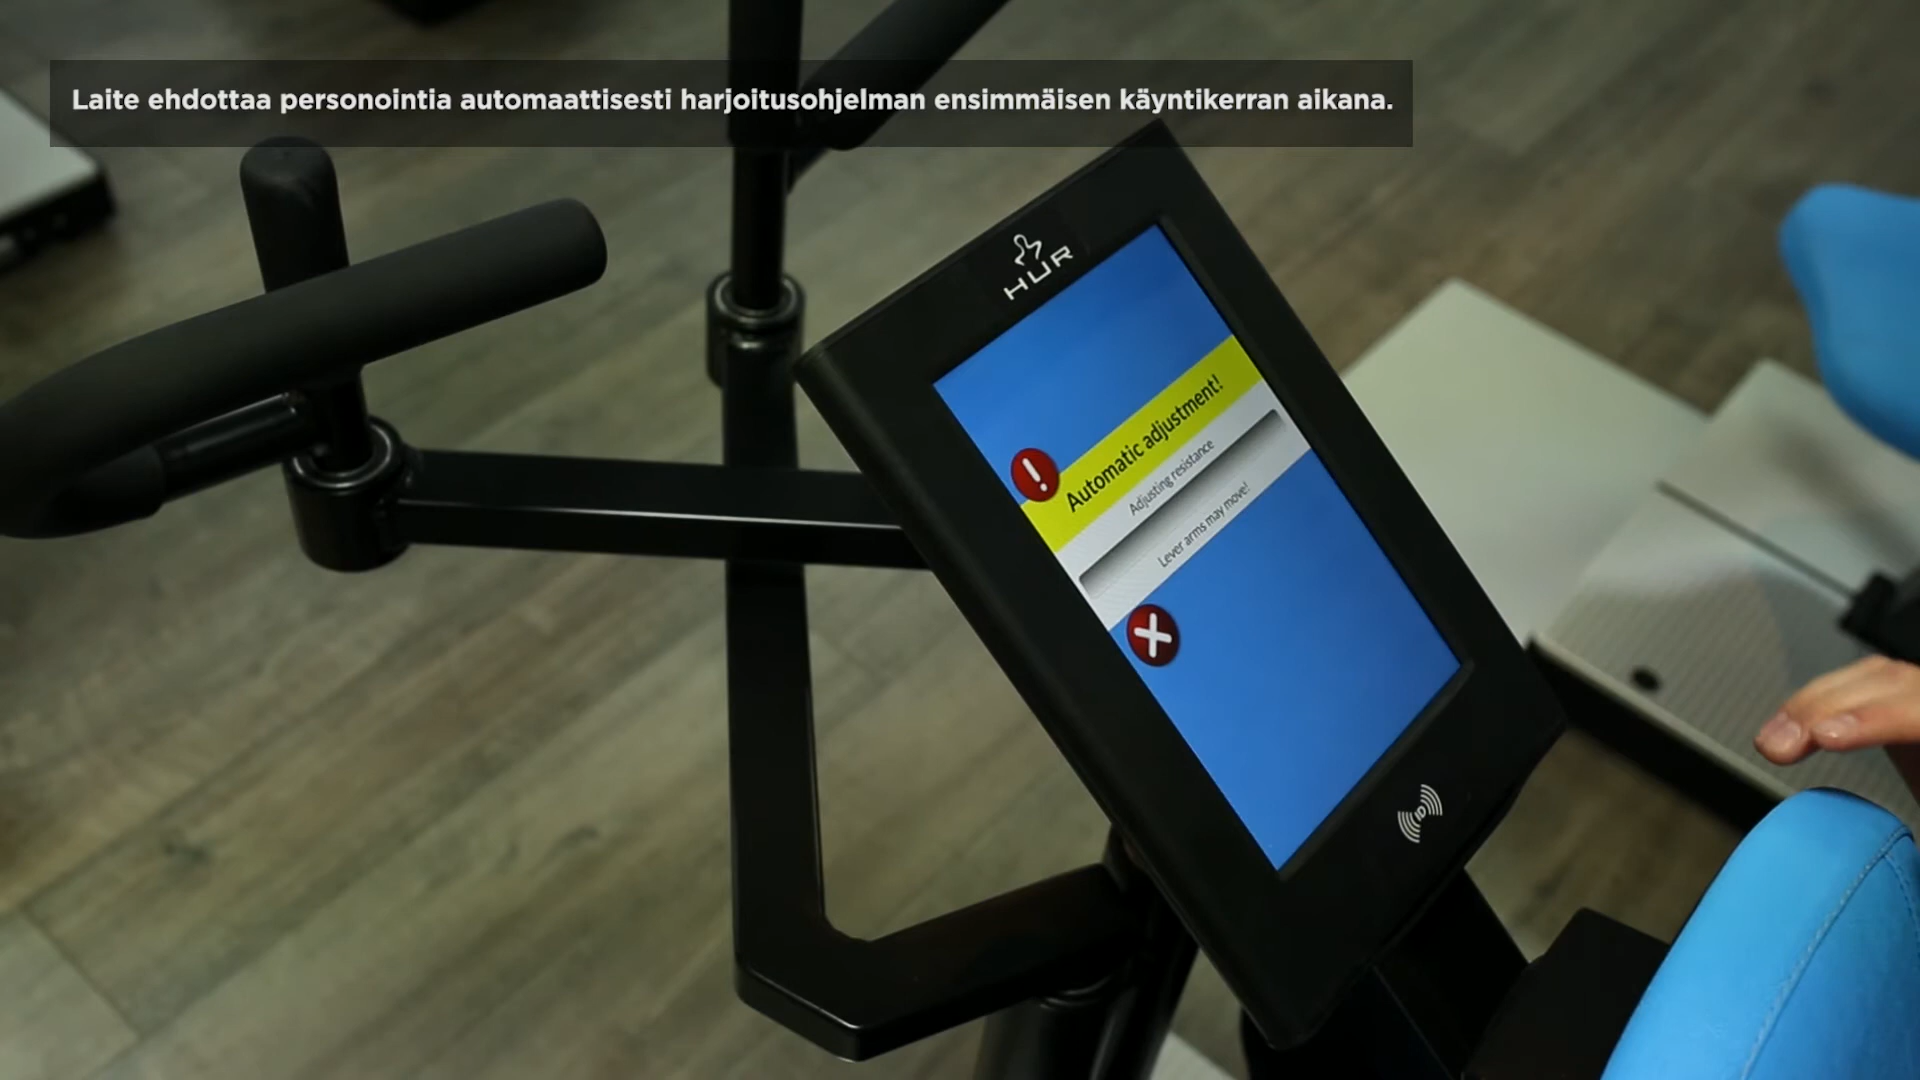 Laite ehdottaa personointia automaattisesti harjoitusohjelman ensimmäisen käyntikerran aikana.
HUR
Automatic adjustment!
Adjusting resistance
Lever arms may move!